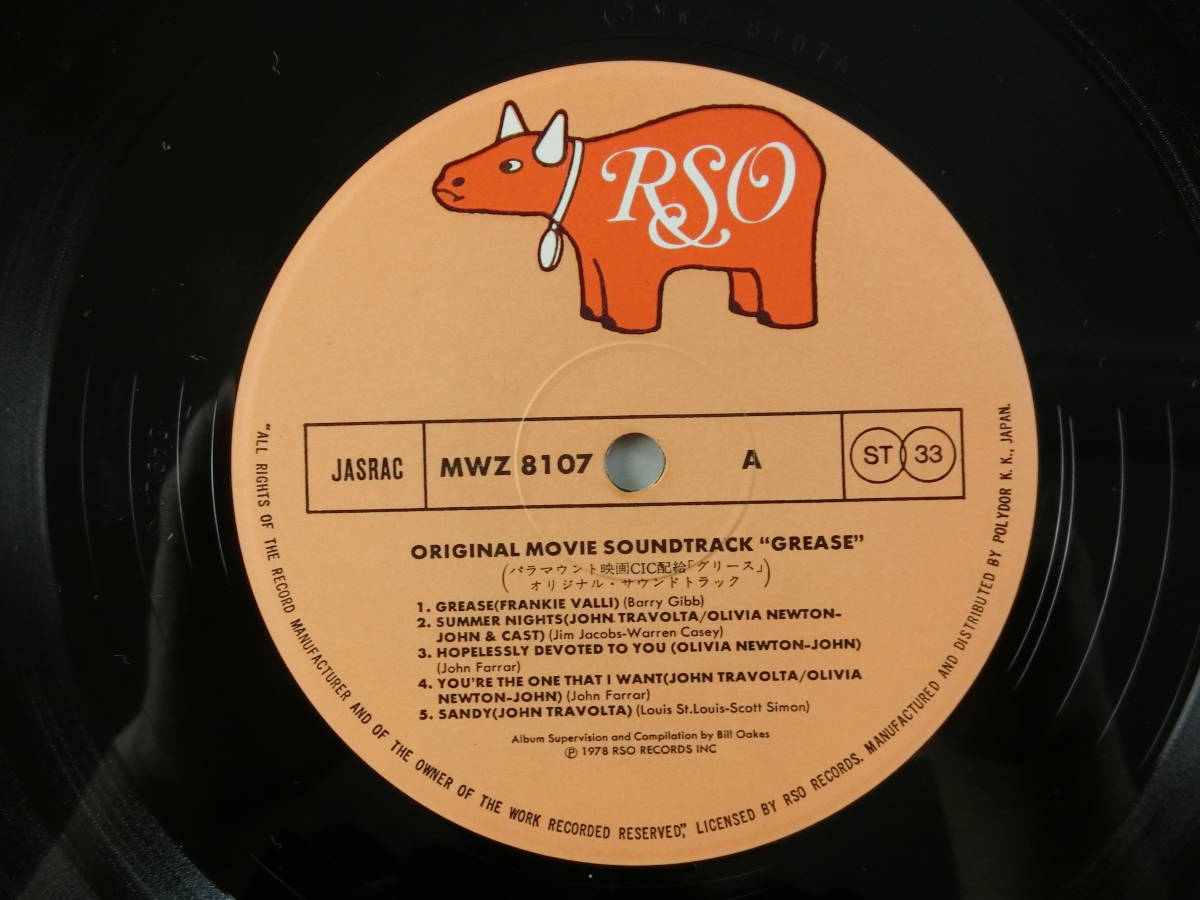 MWZ 8107A
RSO
JASRAC
MWZ 8107
A
ST 33
ORIGINAL MOVIE SOUNDTRACK “GREASE”
(パラマウント映画CIC配給「グリース」
オリジナル・サウンドトラック)
1. GREASE(FRANKIE VALLI) (Barry Gibb)
2. SUMMER NIGHTS(JOHN TRAVOLTA/OLIVIA NEWTON-
JOHN & CAST) (Jim Jacobs-Warren Casey)
3. HOPELESSLY DEVOTED TO YOU (OLIVIA NEWTON-JOHN)
(John Farrar)
4. YOU'RE THE ONE THAT I WANT(JOHN TRAVOLTA/OLIVIA
NEWTON-JOHN) (John Farrar)
5. SANDY(JOHN TRAVOLTA) (Louis St.Louis-Scott Simon)
Album Supervision and Compilation by Bill Oakes
Ⓟ 1978 RSO RECORDS INC
“ALL RIGHTS OF THE RECORD MANUFACTURER AND OF THE OWNER OF THE WORK RECORDED RESERVED”, LICENSED BY RSO RECORDS. MANUFACTURED AND DISTRIBUTED BY POLYDOR K. K., JAPAN.